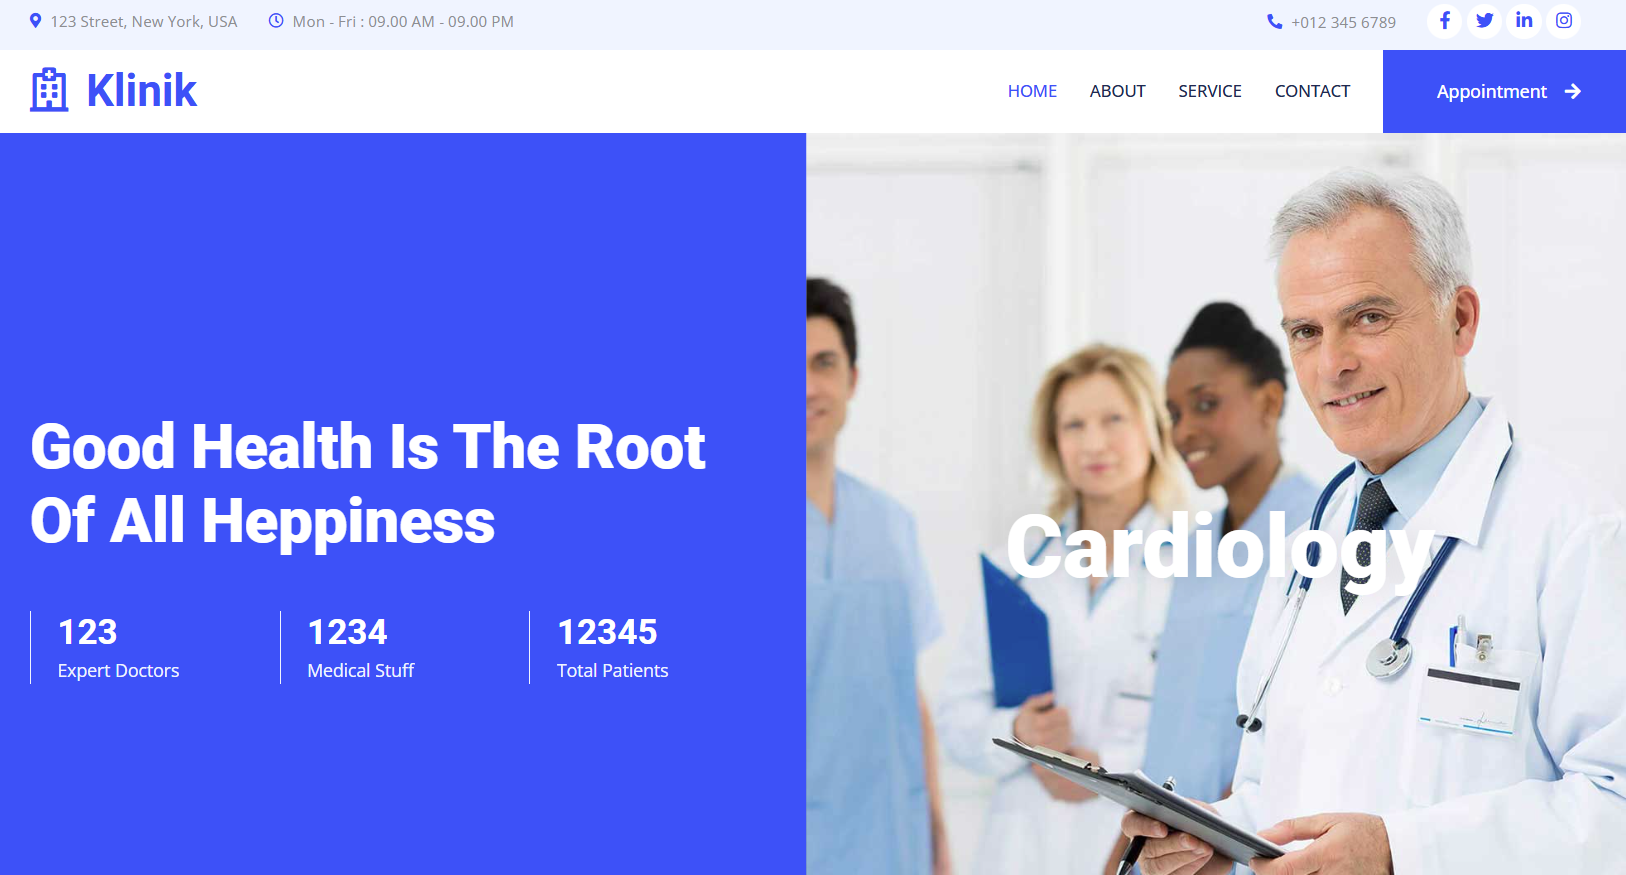 123 Street, New York, USA
Mon - Fri : 09.00 AM - 09.00 PM
+012 345 6789
Klinik
HOME
ABOUT
SERVICE
CONTACT
Appointment
Good Health Is The Root
Of All Heppiness
123
1234
12345
Expert Doctors
Medical Stuff
Total Patients
Cardiology